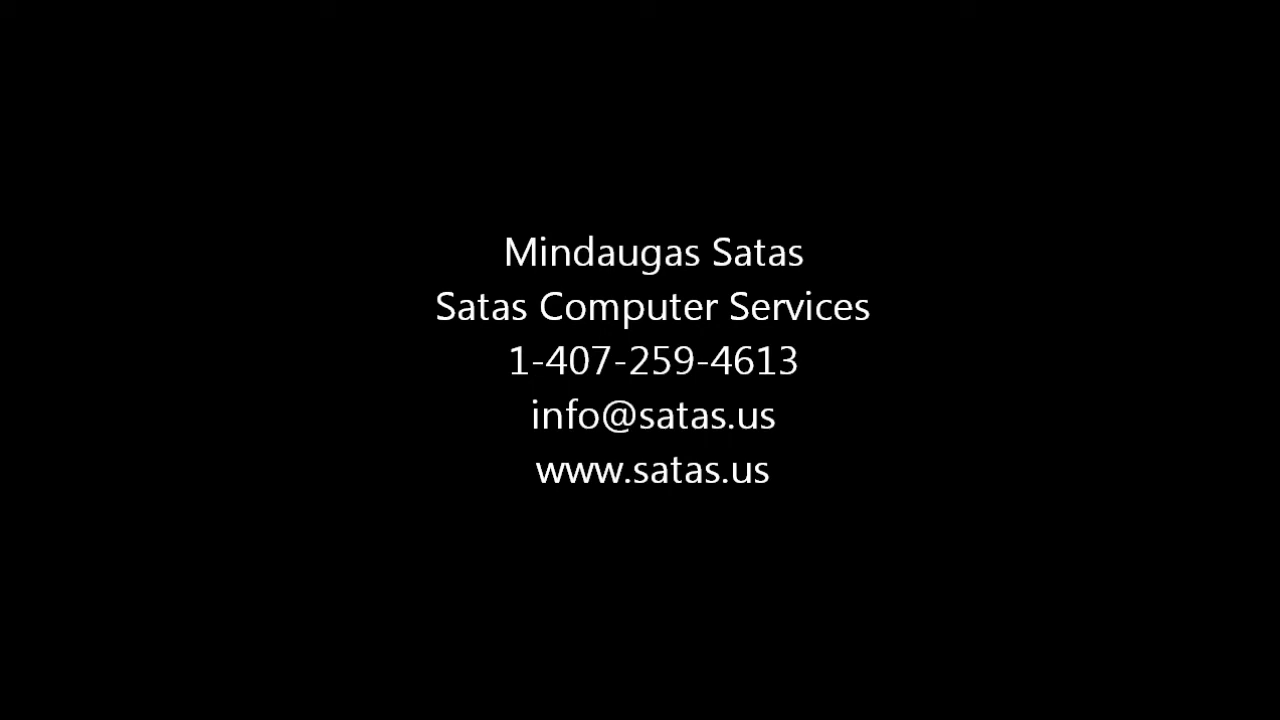 Mindaugas Satas
Satas Computer Services
1-407-259-4613
info@satas.us
www.satas.us